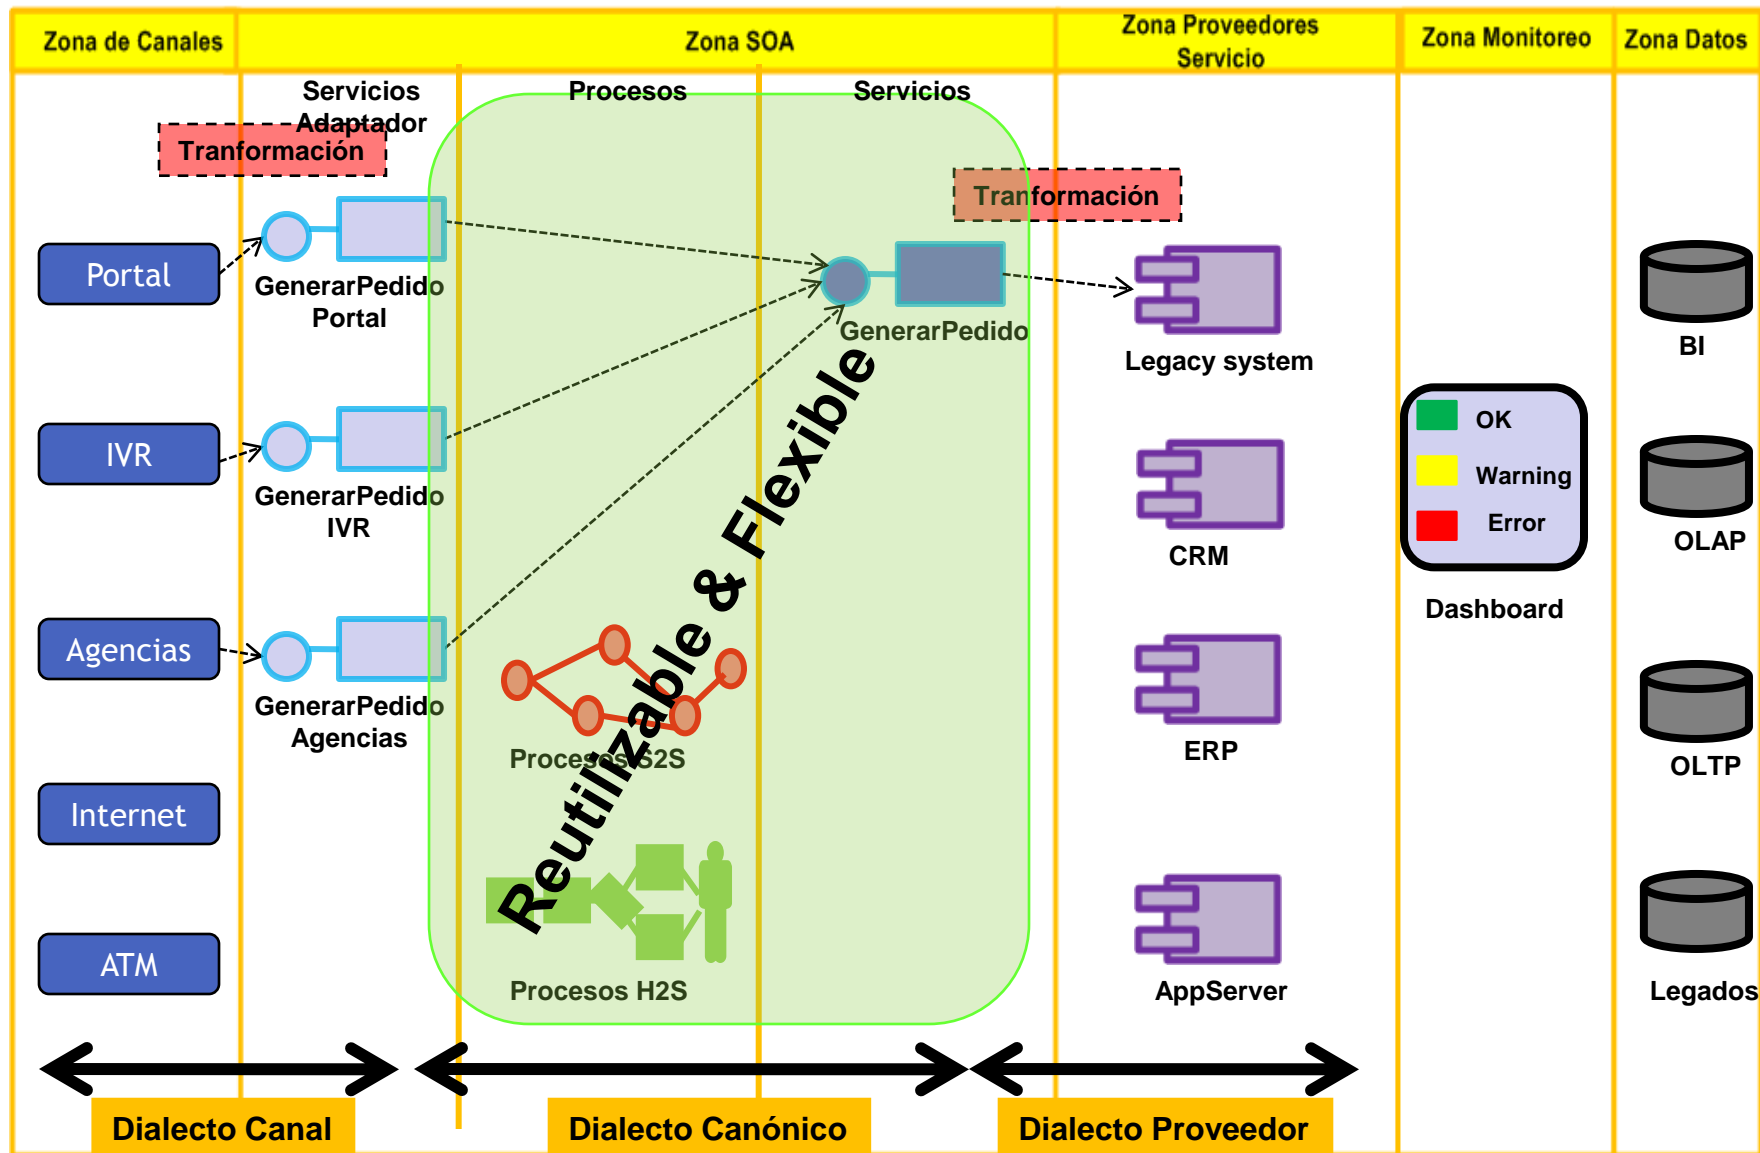 Zona de Canales
Zona SOA
Zona Proveedores
Servicio
Zona Monitoreo
Zona Datos
Servicios
Adaptador
Procesos
Servicios
Tranformación
Tranformación
Portal
GenerarPedido
Portal
GenerarPedido
Legacy system
BI
IVR
GenerarPedido
IVR
CRM
OK
Warning
Error
Dashboard
OLAP
Agencias
GenerarPedido
Agencias
Reutilizable & Flexible
Procesos S2S
ERP
OLTP
Internet
ATM
Procesos H2S
AppServer
Legados
Dialecto Canal
Dialecto Canónico
Dialecto Proveedor